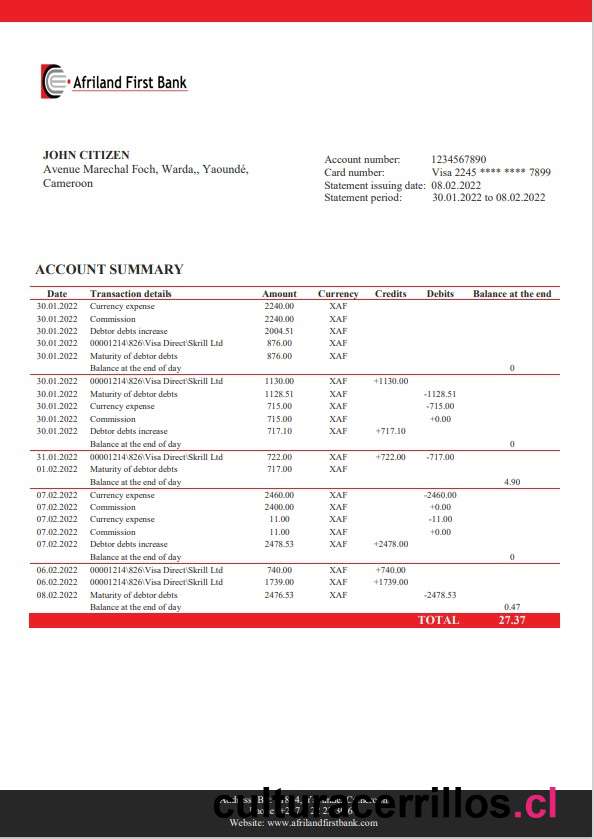 Afriland First Bank
JOHN CITIZEN
Avenue Marechal Foch, Warda,, Yaoundé,
Cameroon
Account number: 1234567890
Card number: Visa 2245 **** **** 7899
Statement issuing date: 08.02.2022
Statement period: 30.01.2022 to 08.02.2022
ACCOUNT SUMMARY
Date Transaction details Amount Currency Credits Debits Balance at the end
30.01.2022 Currency expense 2240.00 XAF
30.01.2022 Commission 2240.00 XAF
30.01.2022 Debtor debts increase 2004.51 XAF
30.01.2022 00001214\826\Visa Direct\Skrill Ltd 876.00 XAF
30.01.2022 Maturity of debtor debts 876.00 XAF
Balance at the end of day 0
30.01.2022 00001214\826\Visa Direct\Skrill Ltd 1130.00 XAF +1130.00
30.01.2022 Maturity of debtor debts 1128.51 XAF -1128.51
30.01.2022 Currency expense 715.00 XAF -715.00
30.01.2022 Commission 715.00 XAF +0.00
30.01.2022 Debtor debts increase 717.10 XAF +717.10
Balance at the end of day 0
31.01.2022 00001214\826\Visa Direct\Skrill Ltd 722.00 XAF +722.00 -717.00
01.02.2022 Maturity of debtor debts 717.00 XAF
Balance at the end of day 4.90
07.02.2022 Currency expense 2460.00 XAF -2460.00
07.02.2022 Commission 2400.00 XAF +0.00
07.02.2022 Currency expense 11.00 XAF -11.00
07.02.2022 Commission 11.00 XAF +0.00
07.02.2022 Debtor debts increase 2478.53 XAF +2478.00
Balance at the end of day 0
06.02.2022 00001214\826\Visa Direct\Skrill Ltd 740.00 XAF +740.00
06.02.2022 00001214\826\Visa Direct\Skrill Ltd 1739.00 XAF +1739.00
08.02.2022 Maturity of debtor debts 2476.53 XAF -2478.53
Balance at the end of day 0.47
TOTAL 27.37
culturacerrillos.cl
Website: www.afrilandfirstbank.com